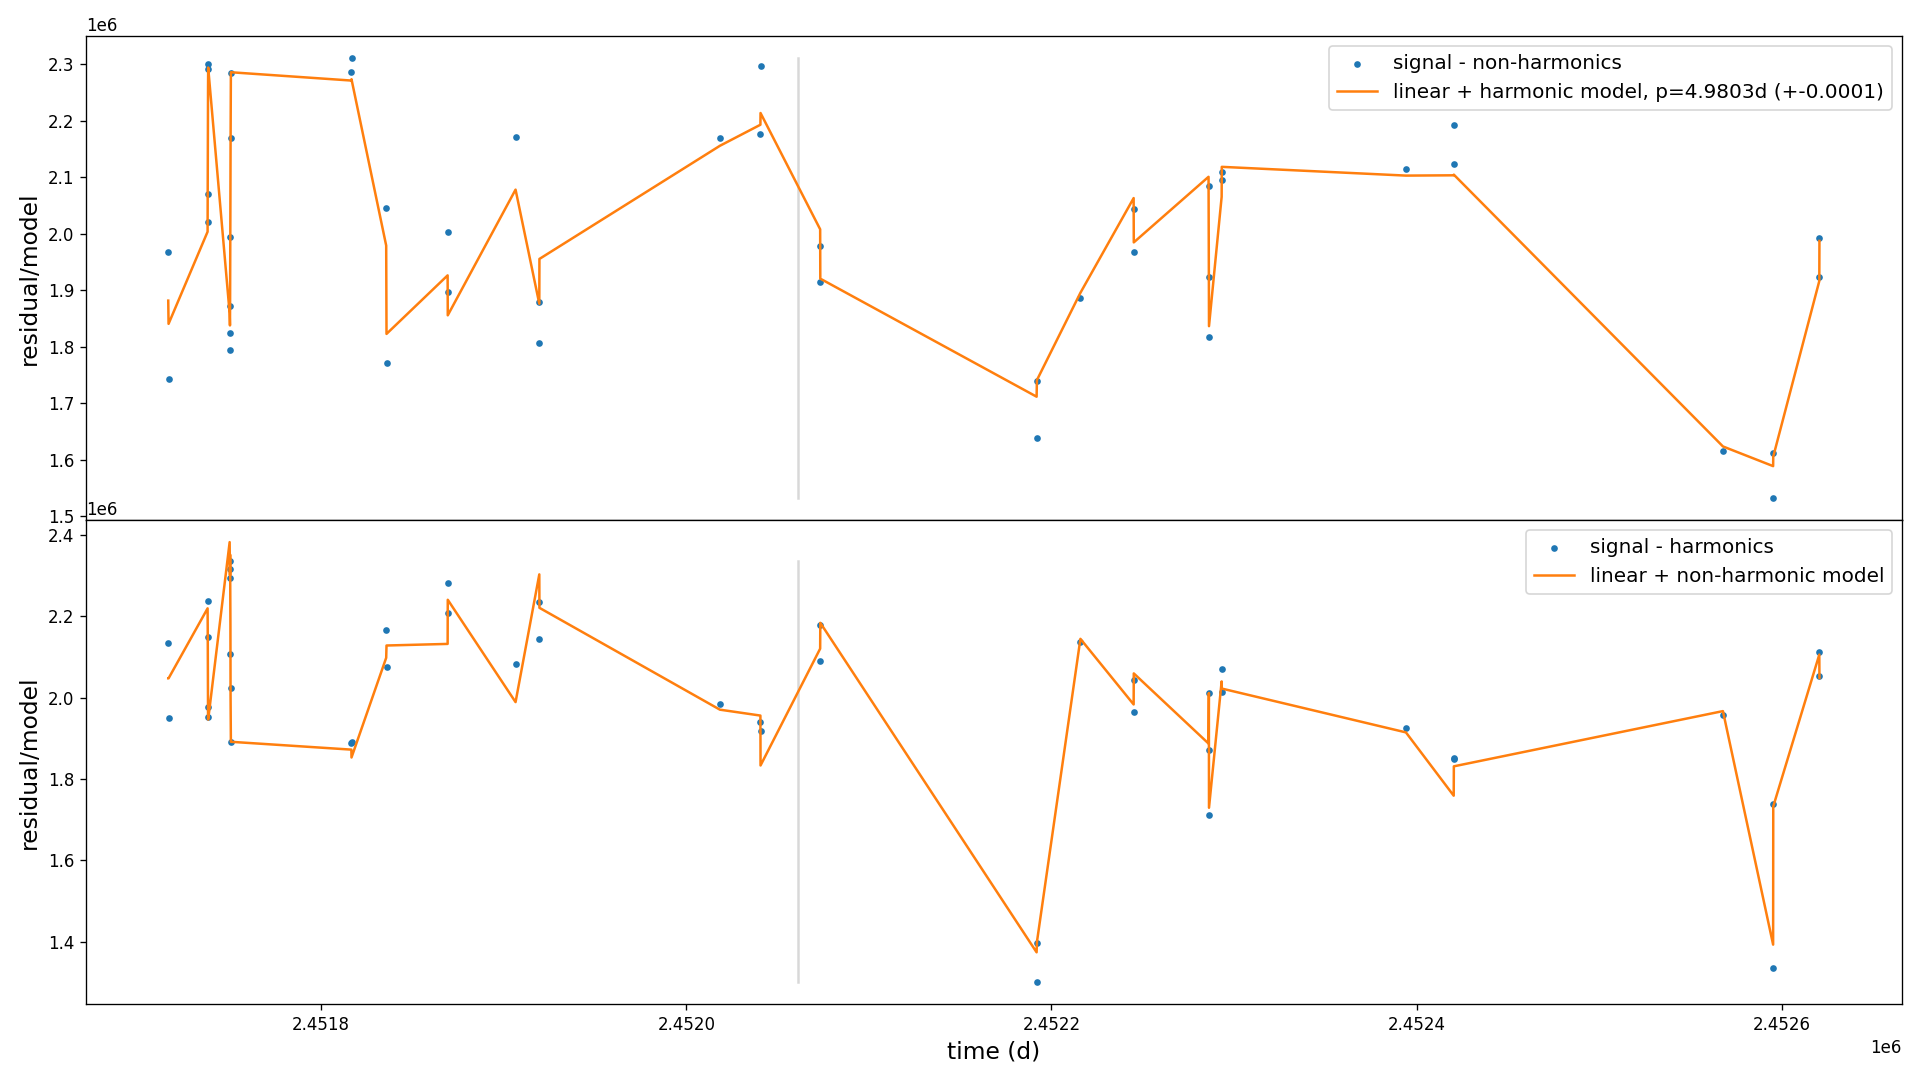 1e6
2.3
2.2
2.1
2.0
1.9
1.8
1.7
1.6
1.5
residual/model
signal - non-harmonics
linear + harmonic model, p=4.9803d (+-0.0001)
1e6
2.4
2.2
2.0
1.8
1.6
1.4
residual/model
signal - harmonics
linear + non-harmonic model
2.4518 2.4520 2.4522 2.4524 2.4526
time (d)
1e6